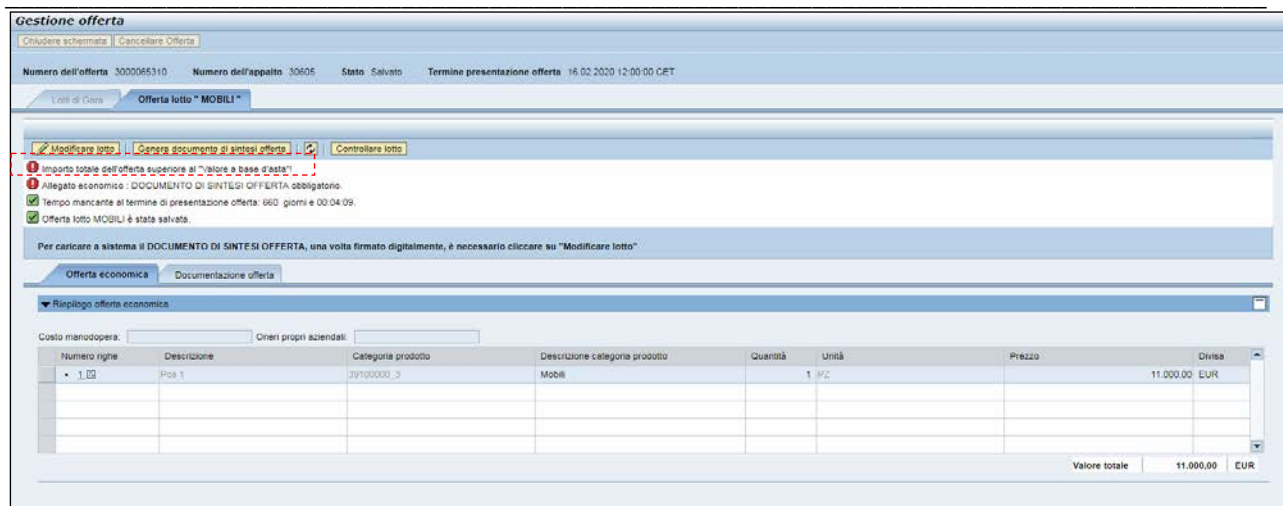 Gestione offerta
Chiudere schermata Cancellare Offerta
Numero dell'offerta 3000065310 Numero dell'appalto 30605 Stato Salvato Termine presentazione offerta 16.02.2020 12:00:00 CET
Lotti di Gara Offerta lotto " MOBILI "
Modificare lotto Genera documento di sintesi offerta Controllare lotto
Importo totale dell'offerta superiore al "Valore a base d'asta"!
Allegato economico : DOCUMENTO DI SINTESI OFFERTA obbligatorio.
Tempo mancante al termine di presentazione offerta: 660 giorni e 00:04:09.
Offerta lotto MOBILI è stata salvata.
Per caricare a sistema il DOCUMENTO DI SINTESI OFFERTA, una volta firmato digitalmente, è necessario cliccare su "Modificare lotto"
Offerta economica Documentazione offerta
Riepilogo offerta economica
Costo manodopera: Oneri propri aziendali:
Numero righe Descrizione Categoria prodotto Descrizione categoria prodotto Quantità Unità Prezzo Divisa
• 1 Pos 1 39100000_3 Mobili 1 PZ 11.000,00 EUR
Valore totale 11.000,00 EUR